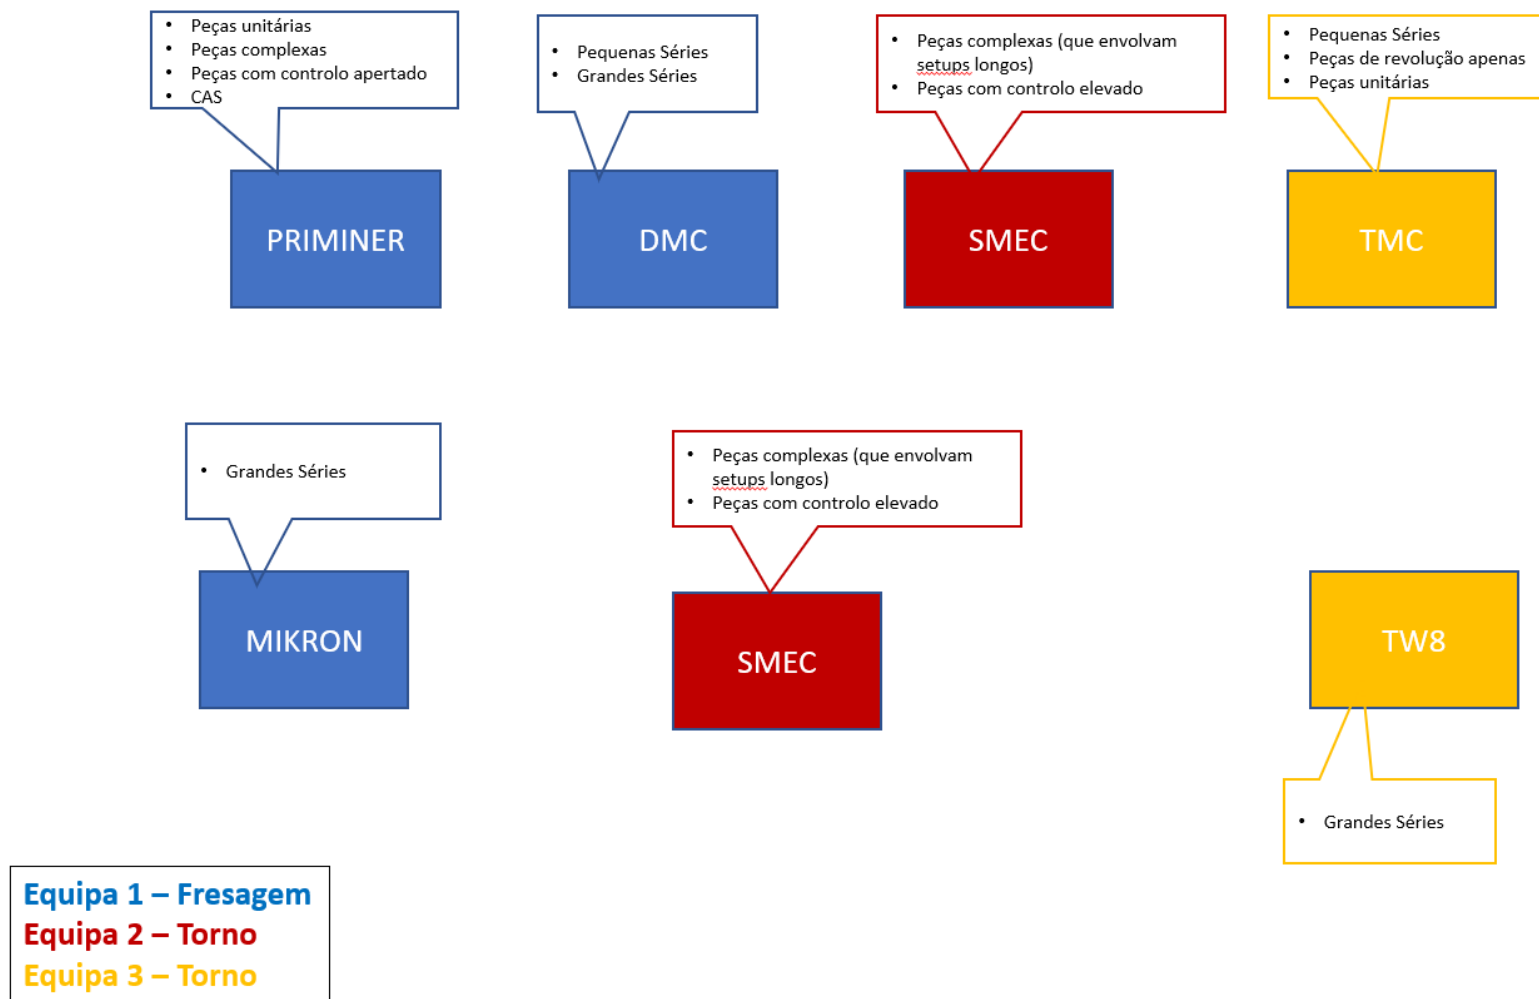 Peças unitárias
Peças complexas
Peças com controlo apertado
CAS
Pequenas Séries
Grandes Séries
Peças complexas (que envolvam
setups longos)
Peças com controlo elevado
Pequenas Séries
Peças de revolução apenas
Peças unitárias
PRIMINER
DMC
SMEC
TMC
Grandes Séries
Peças complexas (que envolvam
setups longos)
Peças com controlo elevado
MIKRON
SMEC
TW8
Grandes Séries
Equipa 1 – Fresagem
Equipa 2 – Torno
Equipa 3 – Torno